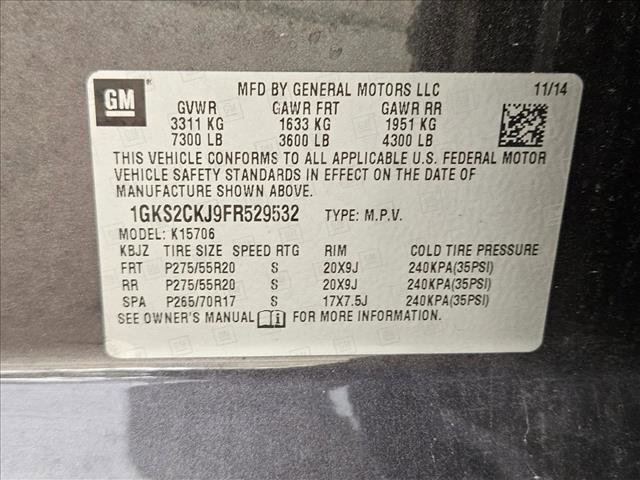 GM MFD BY GENERAL MOTORS LLC 11/14
GVWR GAWR FRT GAWR RR
3311 KG 1633 KG 1951 KG
7300 LB 3600 LB 4300 LB
THIS VEHICLE CONFORMS TO ALL APPLICABLE U.S. FEDERAL MOTOR
VEHICLE SAFETY STANDARDS IN EFFECT ON THE DATE OF
MANUFACTURE SHOWN ABOVE.
1GKS2CKJ9FR529532 TYPE: M.P.V.
MODEL: K15706
KBJZ TIRE SIZE SPEED RTG RIM COLD TIRE PRESSURE
FRT P275/55R20 S 20X9J 240KPA(35PSI)
RR P275/55R20 S 20X9J 240KPA(35PSI)
SPA P265/70R17 S 17X7.5J 240KPA(35PSI)
SEE OWNER'S MANUAL i FOR MORE INFORMATION.